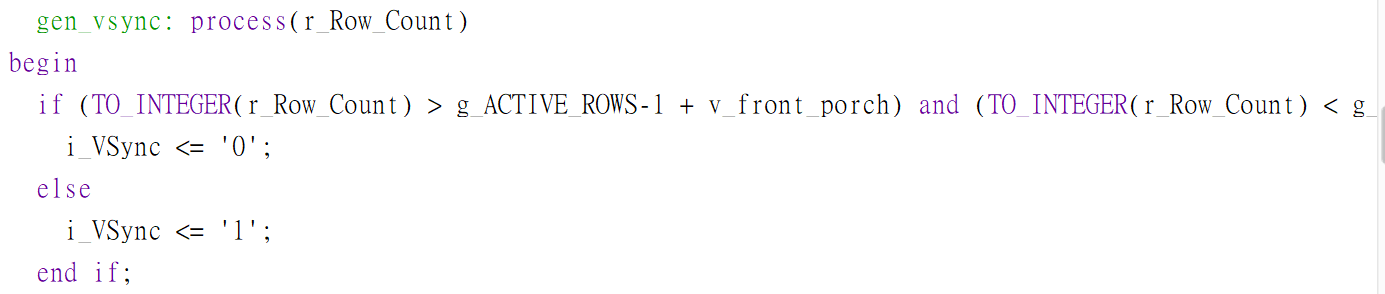 gen_vsync: process(r_Row_Count)
begin
if (TO_INTEGER(r_Row_Count) > g_ACTIVE_ROWS-1 + v_front_porch) and (TO_INTEGER(r_Row_Count) < g_
i_VSync <= '0';
else
i_VSync <= '1';
end if;